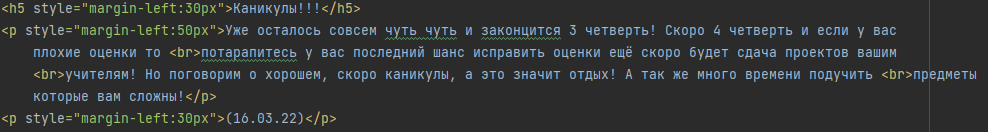 <h5 style="margin-left:30px">Каникулы!!!</h5>
<p style="margin-left:50px">Уже осталось совсем чуть чуть и законцится 3 четверть! Скоро 4 четверть и если у вас
плохие оценки то <br>потарапитесь у вас последний шанс исправить оценки ещё скоро будет сдача проектов вашим
<br>учителям! Но поговорим о хорошем, скоро каникулы, а это значит отдых! А так же много времени подучить <br>предметы
которые вам сложны!</p>
<p style="margin-left:30px">(16.03.22)</p>